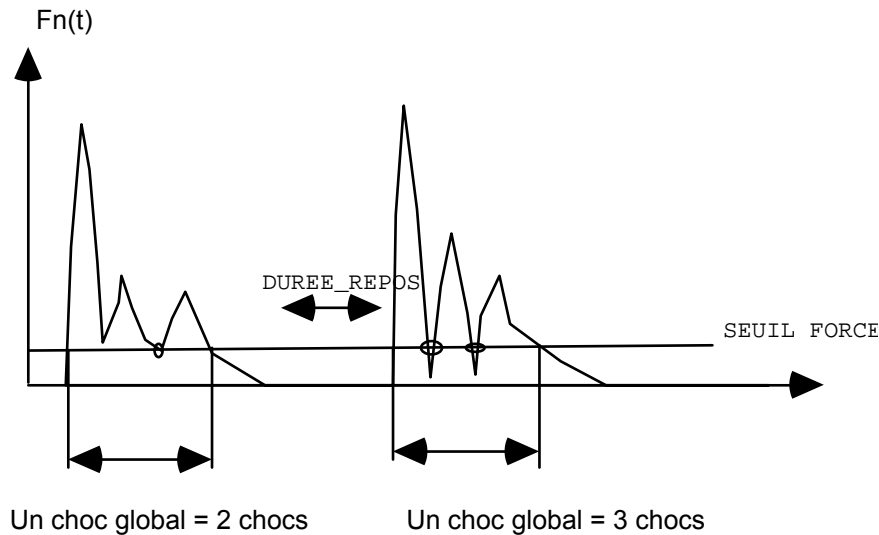 Fn(t)
DUREE_REPOS
SEUIL FORCE
Un choc global = 2 chocs
Un choc global = 3 chocs